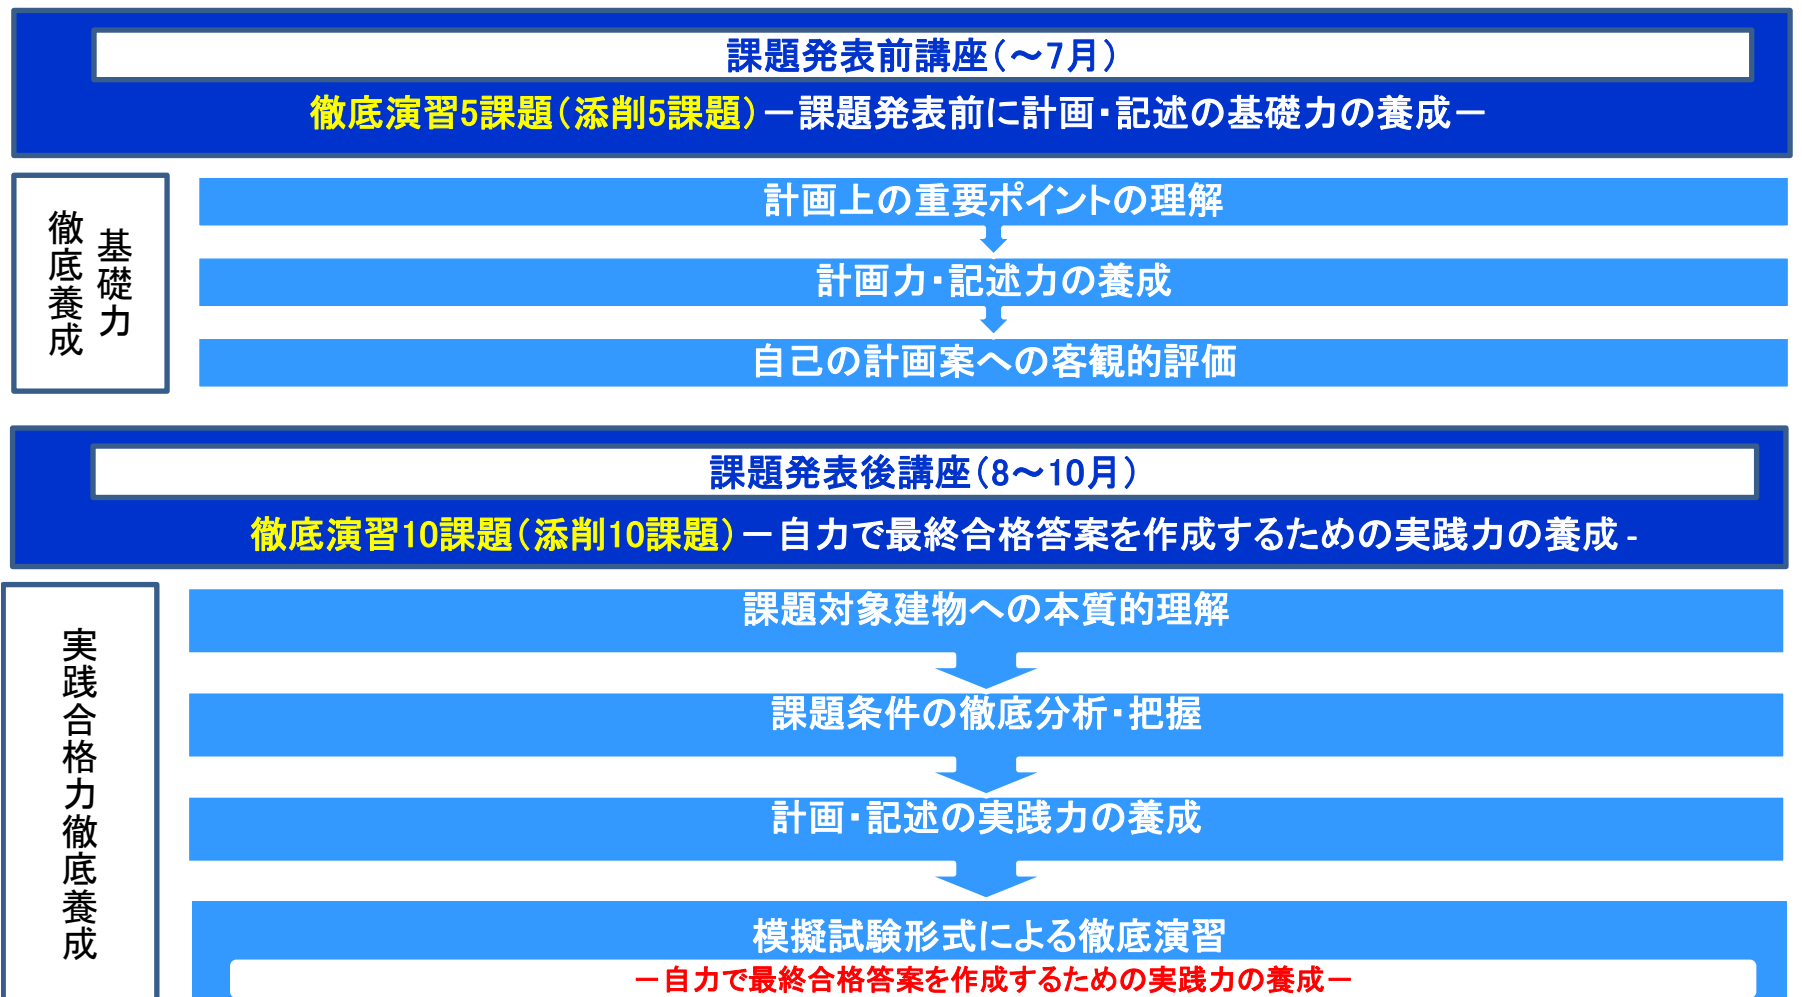 課題発表前講座(～7月)
徹底演習5課題(添削5課題)－課題発表前に計画・記述の基礎力の養成－
基礎力
徹底養成
計画上の重要ポイントの理解
計画力・記述力の養成
自己の計画案への客観的評価
課題発表後講座(8～10月)
徹底演習10課題(添削10課題)－自力で最終合格答案を作成するための実践力の養成-
実践合格力徹底養成
課題対象建物への本質的理解
課題条件の徹底分析・把握
計画・記述の実践力の養成
模擬試験形式による徹底演習
－自力で最終合格答案を作成するための実践力の養成－